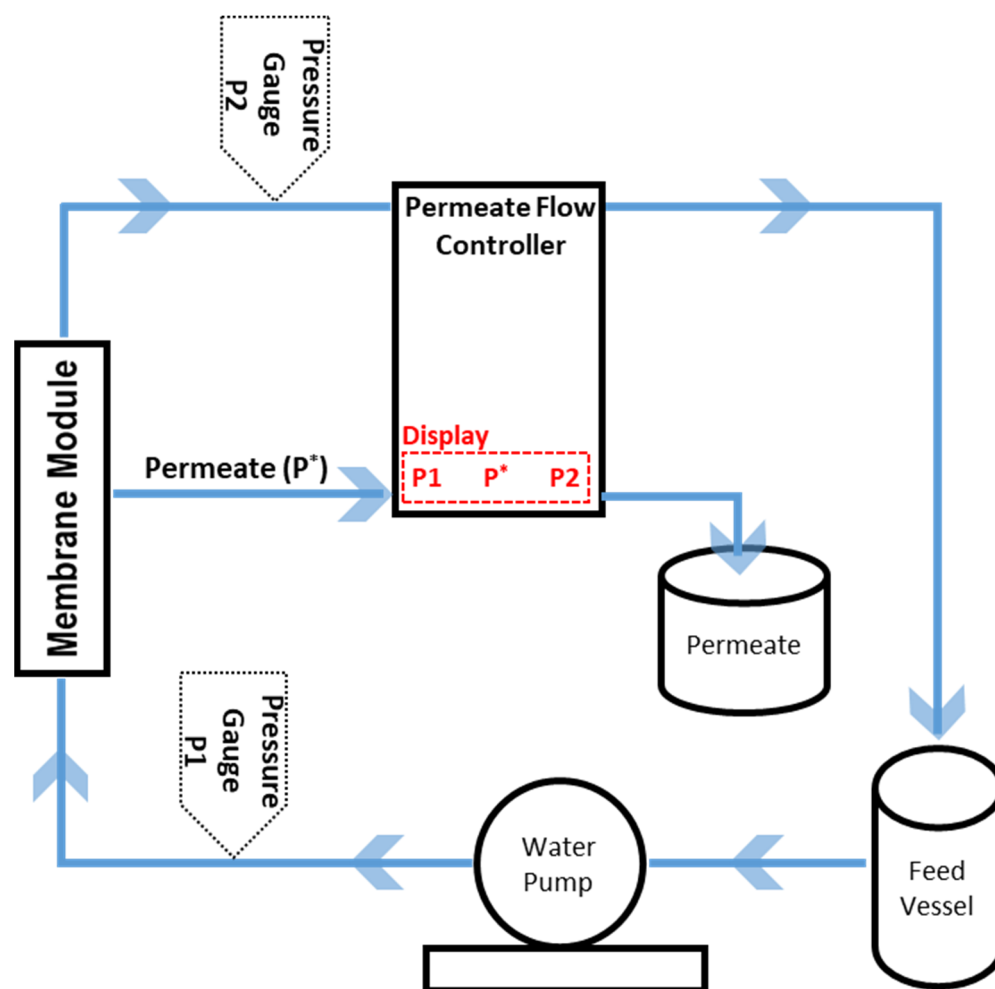 Pressure
Gauge
P2
Permeate Flow
Controller
Membrane Module
Permeate (P*)
Display
P1 P* P2
Permeate
Pressure
Gauge
P1
Water
Pump
Feed
Vessel